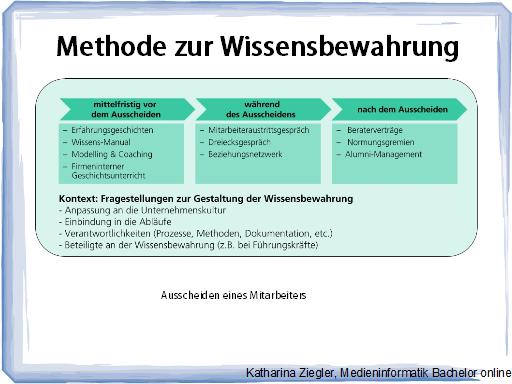 Methode zur Wissensbewahrung
mittelfristig vor
dem Ausscheiden
– Erfahrungsgeschichten
– Wissens-Manual
– Modelling & Coaching
– Firmeninterner
Geschichtsunterricht
während
des Ausscheidens
– Mitarbeiteraustrittsgespräch
– Dreiecksgespräch
– Beziehungsnetzwerk
nach dem Ausscheiden
– Beraterverträge
– Normungsgremien
– Alumni-Management
Kontext: Fragestellungen zur Gestaltung der Wissensbewahrung
- Anpassung an die Unternehmenskultur
- Einbindung in die Abläufe
- Verantwortlichkeiten (Prozesse, Methoden, Dokumentation, etc.)
- Beteiligte an der Wissensbewahrung (z.B. bei Führungskräfte)
Ausscheiden eines Mitarbeiters
Katharina Ziegler, Medieninformatik Bachelor online